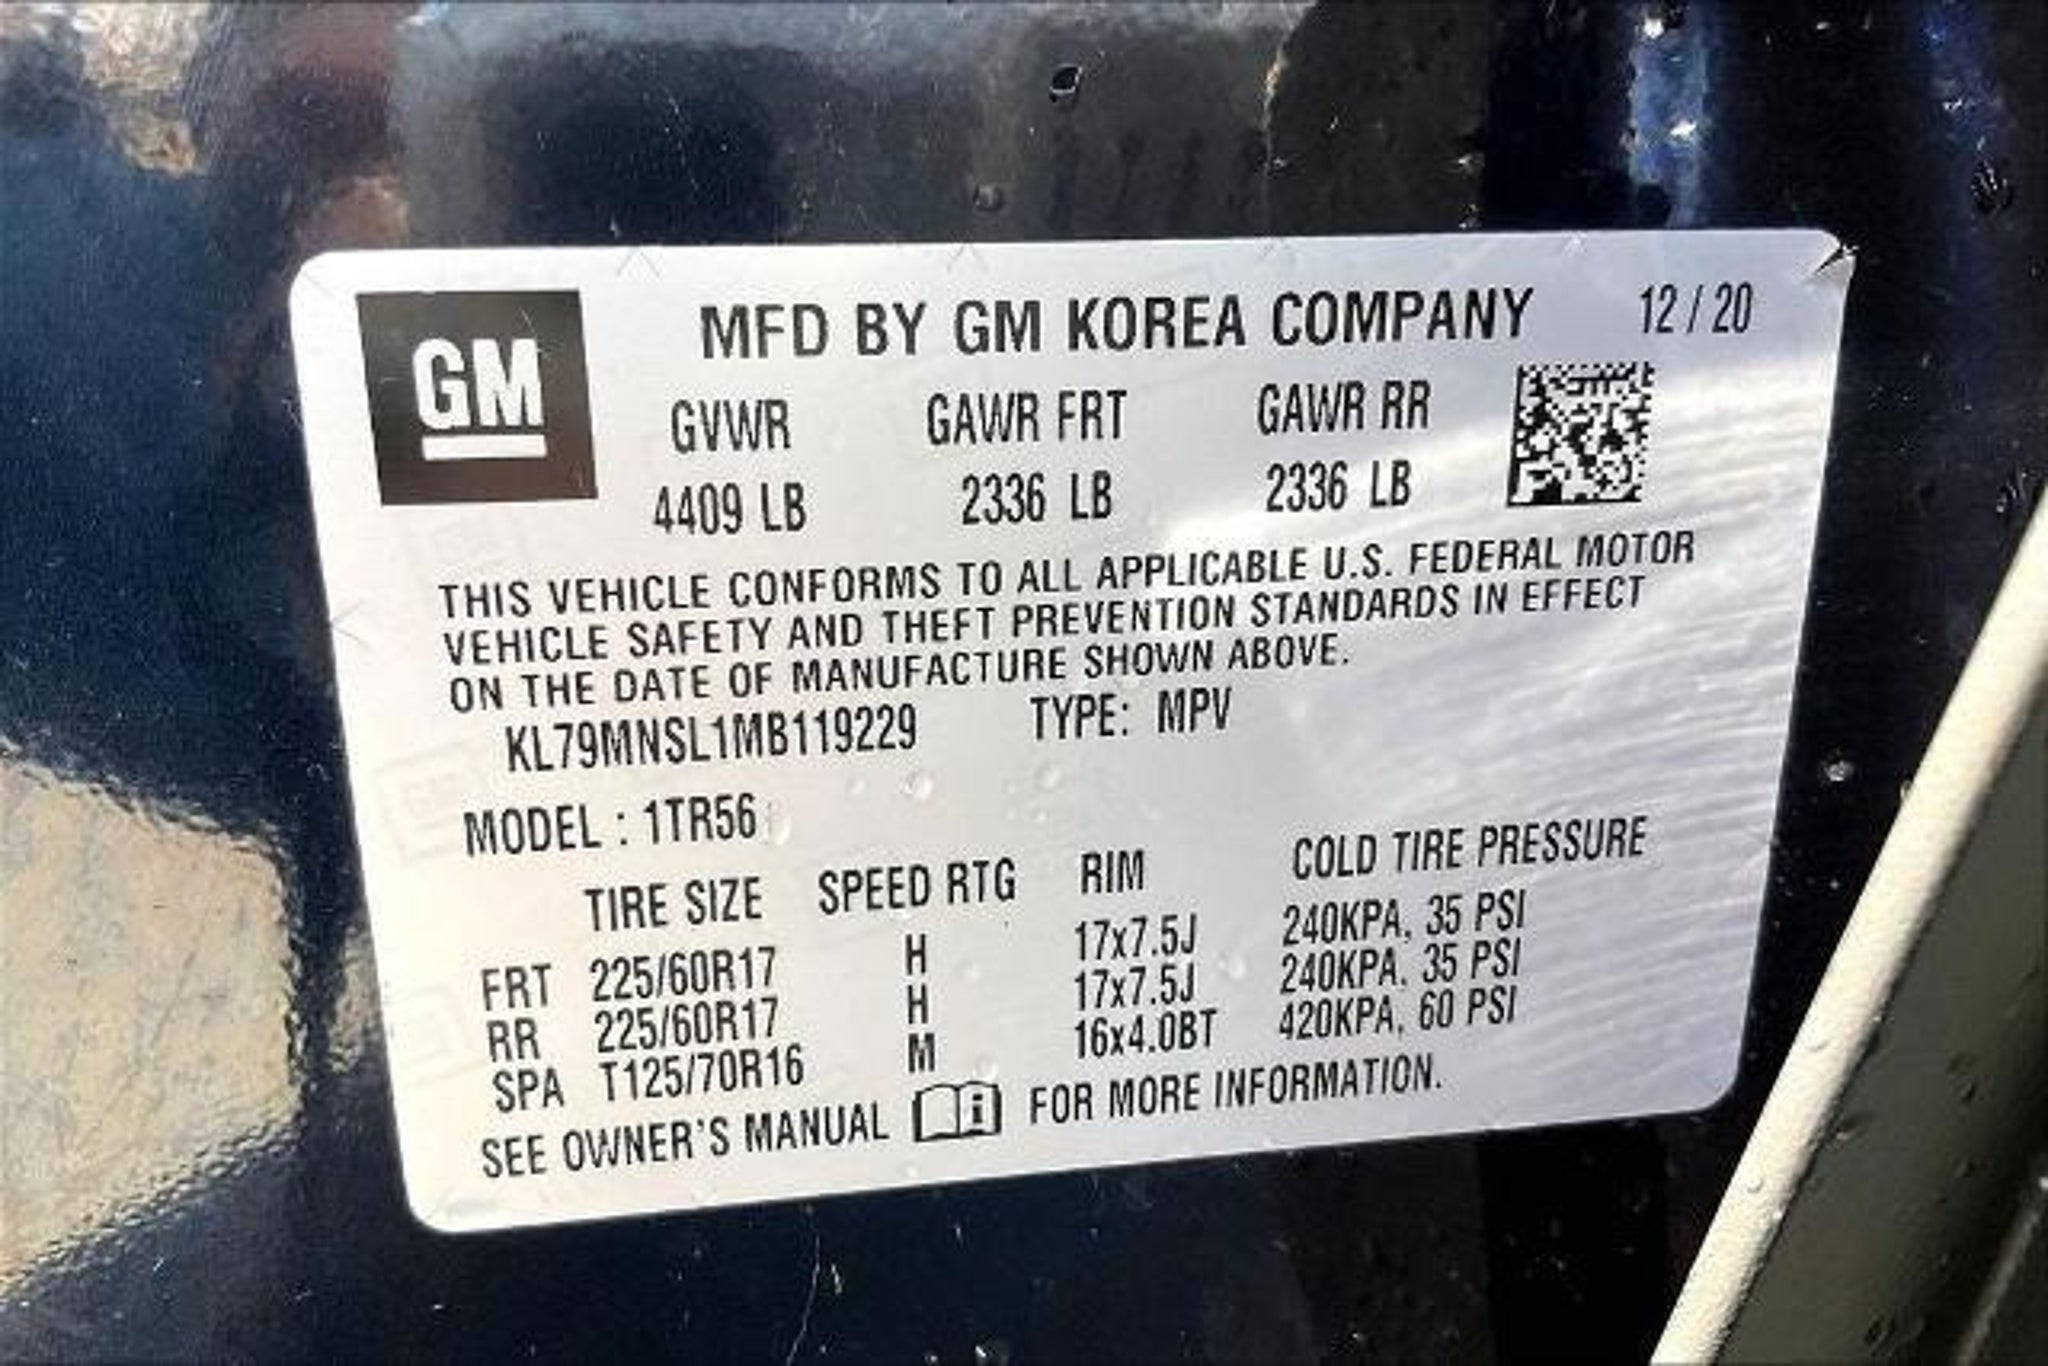 GM
MFD BY GM KOREA COMPANY 12 / 20
GVWR GAWR FRT GAWR RR
4409 LB 2336 LB 2336 LB
THIS VEHICLE CONFORMS TO ALL APPLICABLE U.S. FEDERAL MOTOR
VEHICLE SAFETY AND THEFT PREVENTION STANDARDS IN EFFECT
ON THE DATE OF MANUFACTURE SHOWN ABOVE.
KL79MNSL1MB119229 TYPE: MPV
MODEL : 1TR56
TIRE SIZE SPEED RTG RIM COLD TIRE PRESSURE
FRT 225/60R17 H 17x7.5J 240KPA, 35 PSI
RR 225/60R17 H 17x7.5J 240KPA, 35 PSI
SPA T125/70R16 M 16x4.0BT 420KPA, 60 PSI
SEE OWNER'S MANUAL i FOR MORE INFORMATION.